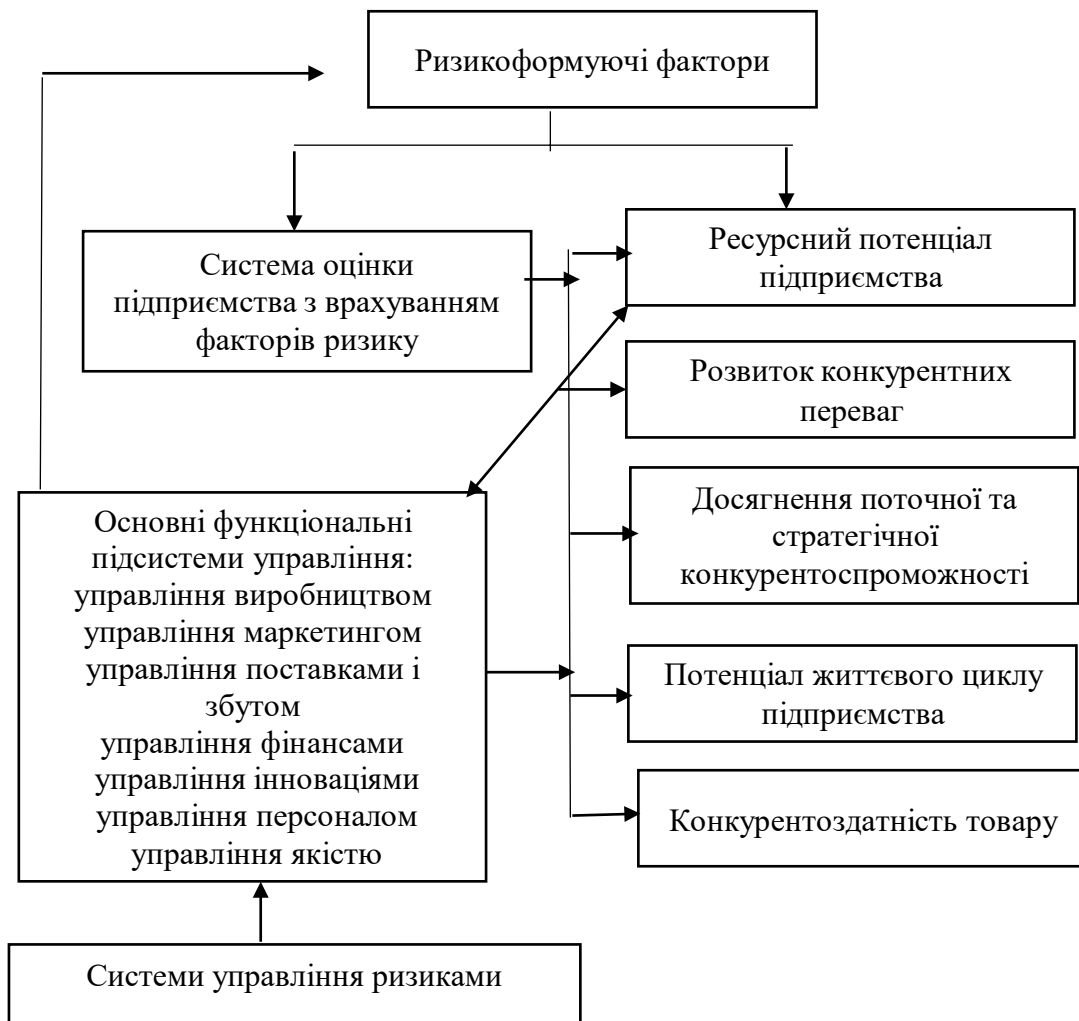 Ризикоформуючі фактори
Система оцінки
підприємства з врахуванням
факторів ризику
Ресурсний потенціал
підприємства
Розвиток конкурентних
переваг
Досягнення поточної та
стратегічної
конкурентоспроможності
Основні функціональні
підсистеми управління:
управління виробництвом
управління маркетингом
управління поставками і
збутом
управління фінансами
управління інноваціями
управління персоналом
управління якістю
Потенціал життєвого циклу
підприємства
Конкурентоздатність товару
Системи управління ризиками